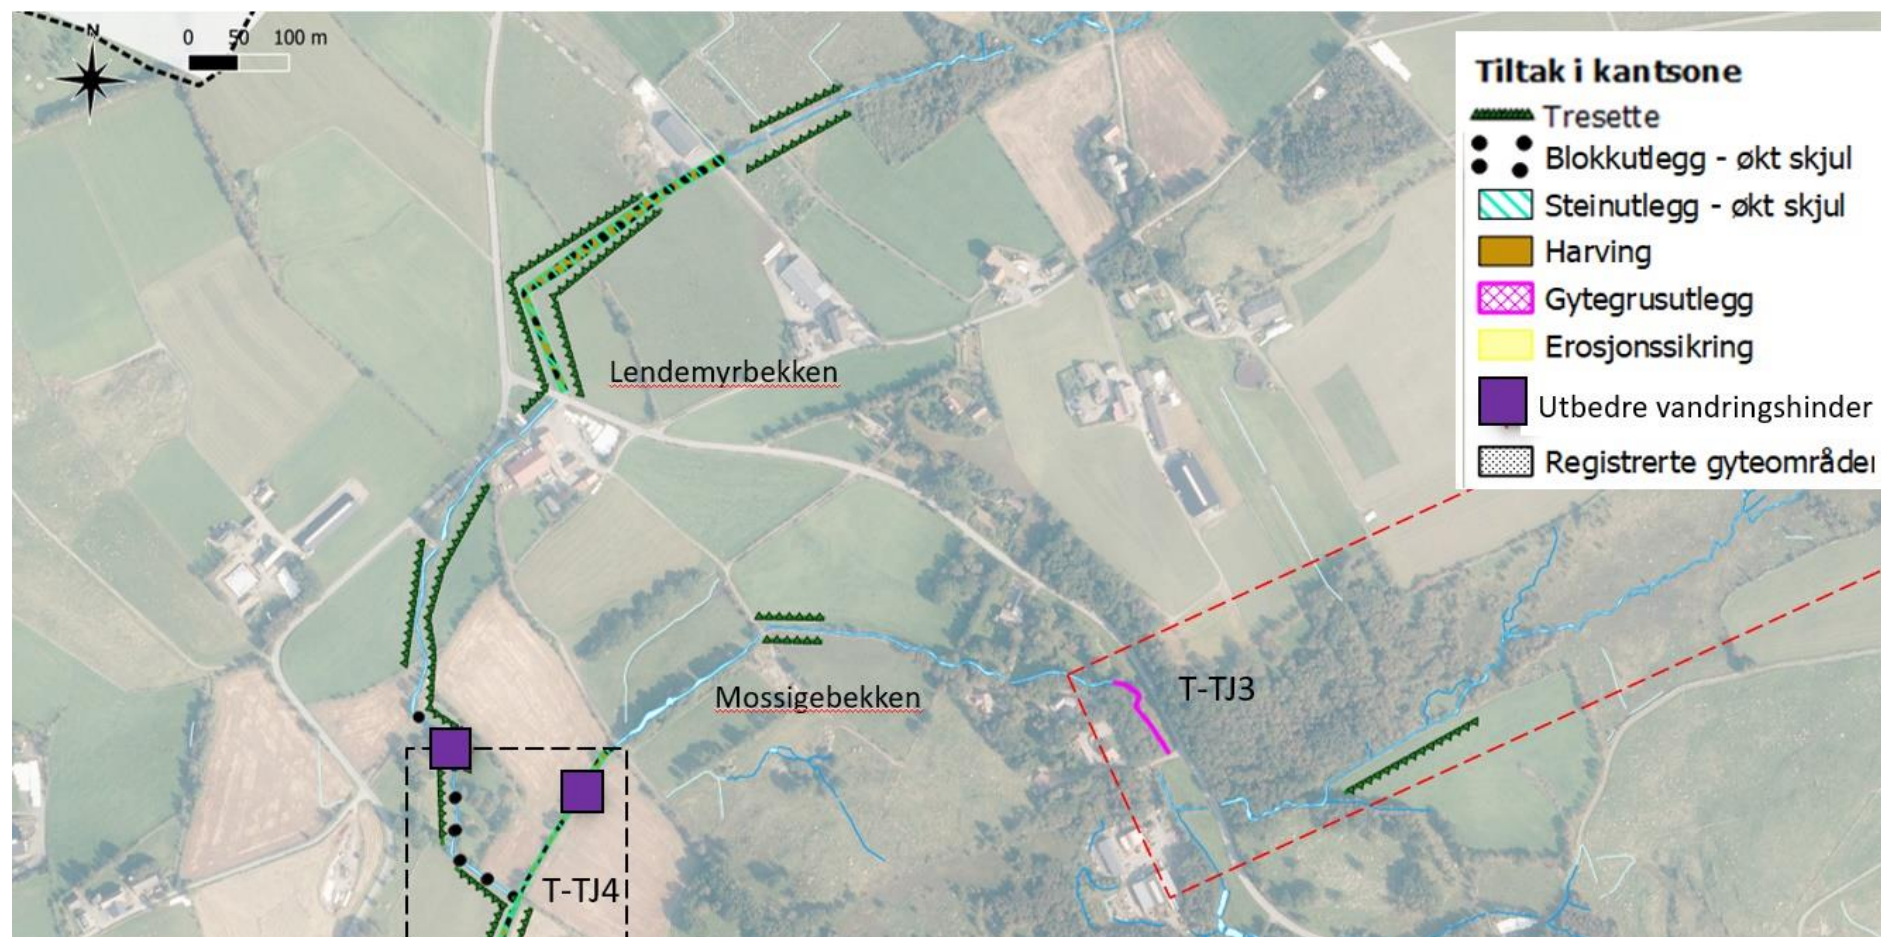 N
0 50 100 m
Tiltak i kantsone
Tresette
Blokkutlegg - økt skjul
Steinutlegg - økt skjul
Harving
Gytegrusutlegg
Erosjonssikring
Utbedre vandringshinder
Registrerte gyteområder
Lendemyrbekken
Mossigebekken
T-TJ3
T-TJ4